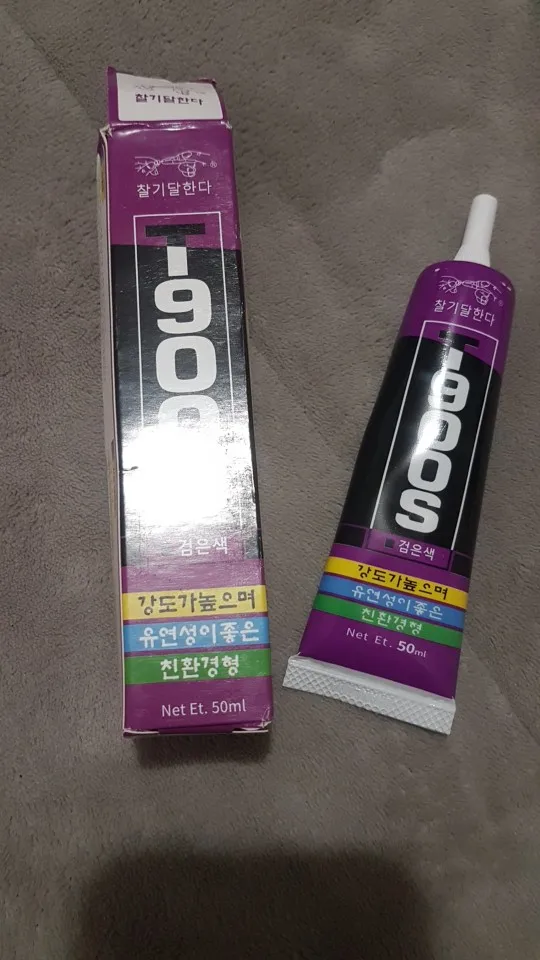 찰기달한다
찰기달한다
T900
검은색
강도가높으며
유연성이좋은
친환경형
Net Et. 50ml
찰기달한다
T900S
검은색
강도가높으며
유연성이좋은
친환경형
Net Et. 50ml